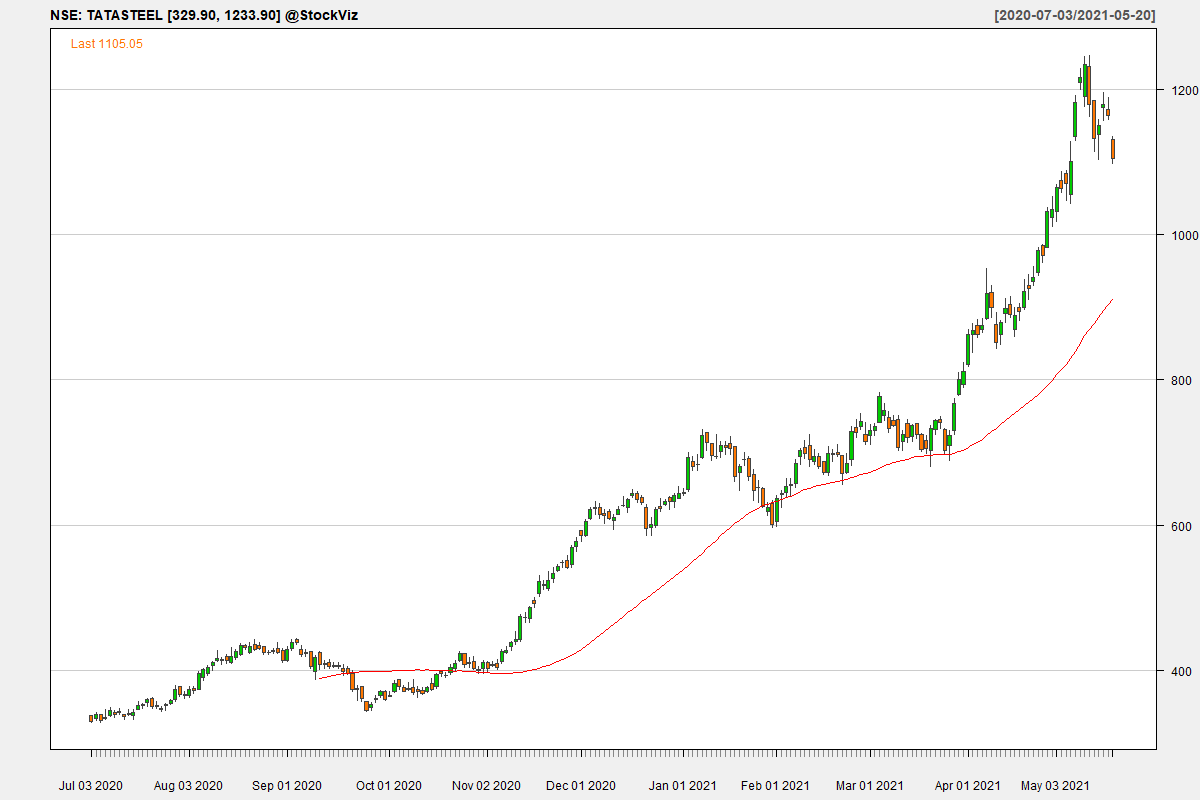 NSE: TATASTEEL [329.90, 1233.90] @StockViz [2020-07-03/2021-05-20]
Last 1105.05
1200
1000
800
600
400
Jul 03 2020 Aug 03 2020 Sep 01 2020 Oct 01 2020 Nov 02 2020 Dec 01 2020 Jan 01 2021 Feb 01 2021 Mar 01 2021 Apr 01 2021 May 03 2021